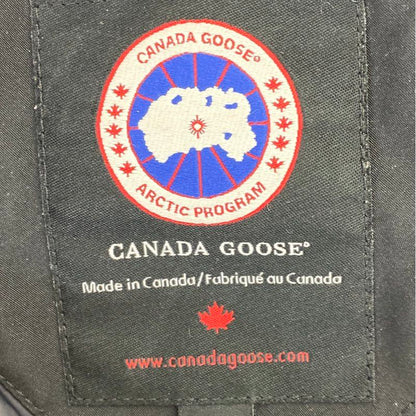 CANADA GOOSE®
ARCTIC PROGRAM
CANADA GOOSE®
Made in Canada/Fabriqué au Canada
www.canadagoose.com